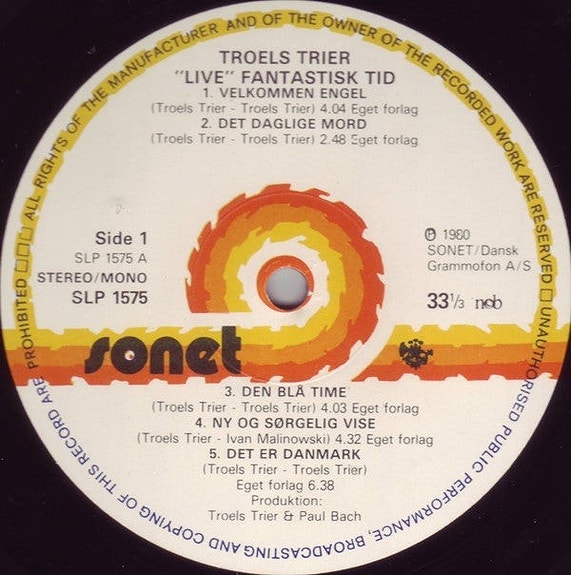 ALL RIGHTS OF THE MANUFACTURER AND OF THE OWNER OF THE RECORDED WORK ARE RESERVED □ UNAUTHORISED PUBLIC PERFORMANCE, BROADCASTING AND COPYING OF THIS RECORD ARE PROHIBITED □□□
TROELS TRIER
"LIVE" FANTASTISK TID
1. VELKOMMEN ENGEL
(Troels Trier - Troels Trier) 4.04 Eget forlag
2. DET DAGLIGE MORD
(Troels Trier - Troels Trier) 2.48 Eget forlag
Side 1
SLP 1575 A
STEREO/MONO
SLP 1575
℗ 1980
SONET/Dansk
Grammofon A/S
33 1/3 ncb
sonet
3. DEN BLÅ TIME
(Troels Trier - Troels Trier) 4.03 Eget forlag
4. NY OG SØRGELIG VISE
(Troels Trier - Ivan Malinowski) 4.32 Eget forlag
5. DET ER DANMARK
(Troels Trier - Troels Trier)
Eget forlag 6.38
Produktion:
Troels Trier & Paul Bach